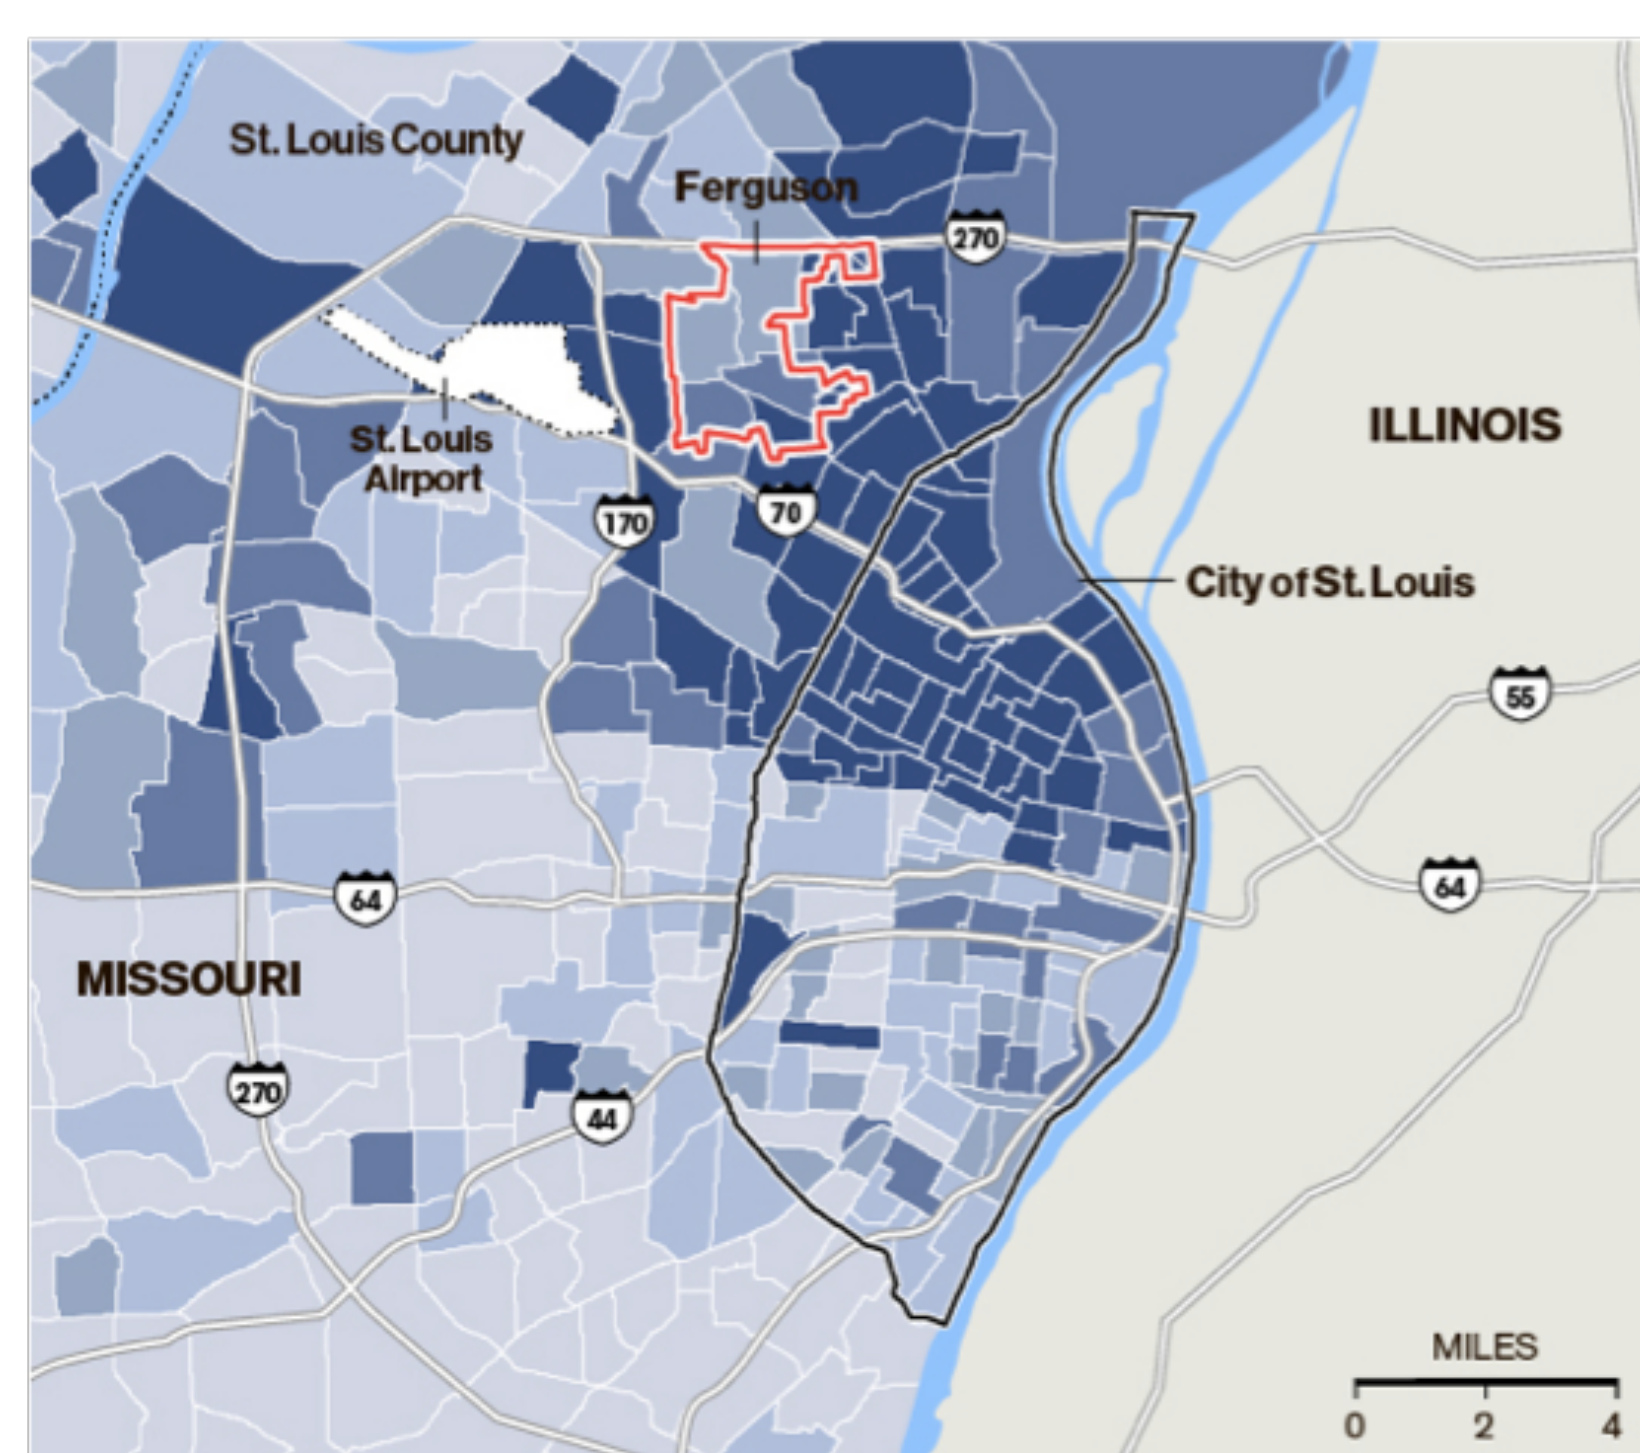 St. Louis County
Ferguson
270
ILLINOIS
St. Louis
Airport
170
70
City of St. Louis
55
64
64
MISSOURI
270
44
MILES
0 2 4